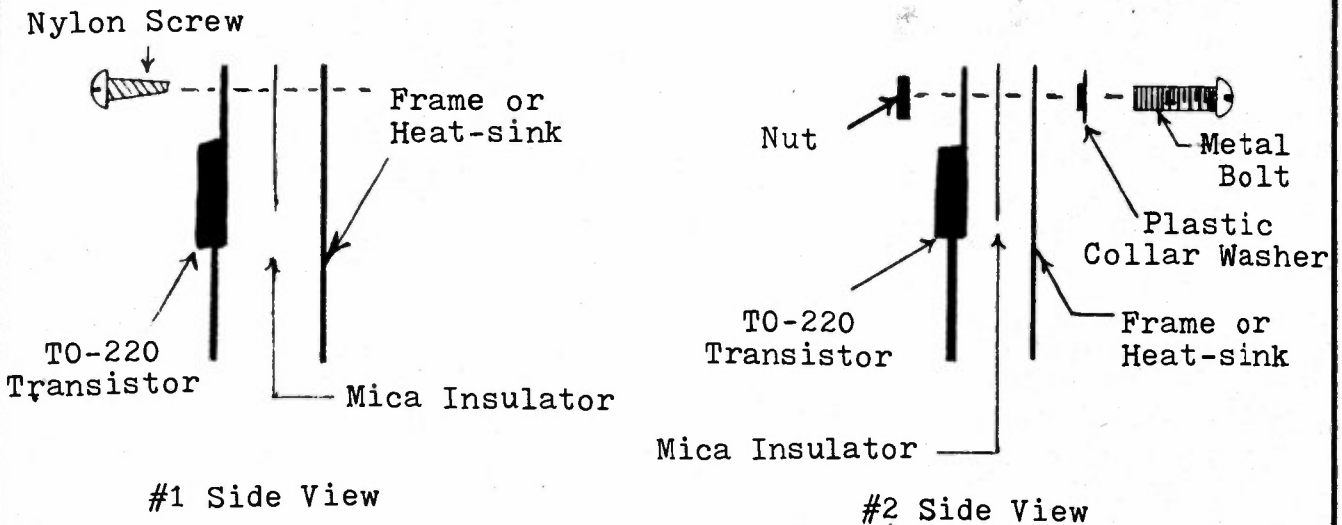 Nylon Screw
Frame or
Heat-sink
TO-220
Transistor
Mica Insulator
#1 Side View
Nut
Metal
Bolt
Plastic
Collar Washer
TO-220
Transistor
Frame or
Heat-sink
Mica Insulator
#2 Side View